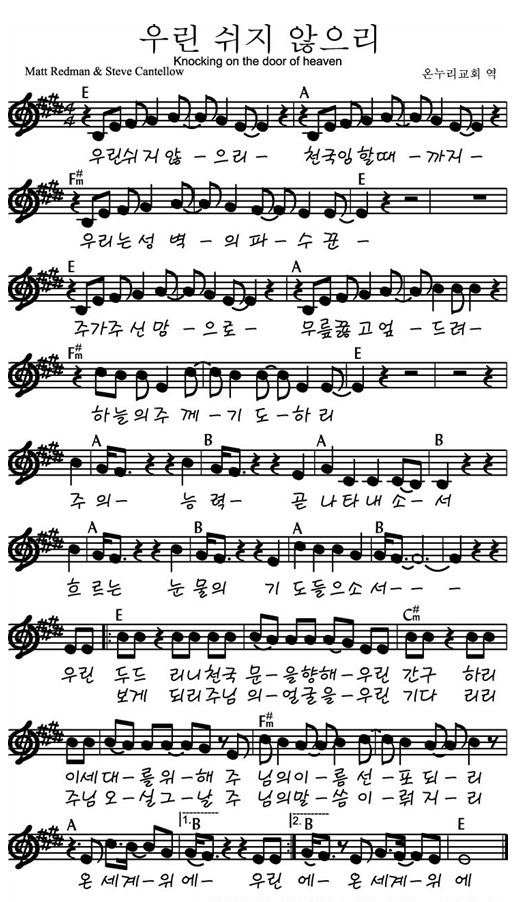 우린 쉬지 않으리
Knocking on the door of heaven
Matt Redman & Steve Cantellow 온누리교회 역
E A
우린쉬지않 - 으리 - 천국임할때 - 까지 -
F#m E
우리는성 벽 - 의파 - 수 꾼 -
E A
주가주신망 - 으로 - 무릎꿇고엎 - 드려 -
F#m E
하늘의주 께 - 기 도 - 하 리
A B E A B
주 의 - 능 력 - 곧 나타내소 - 서
A B E A B
흐 르는 눈 물의 기 도들으소서 - - -
E C#m
우린 두드 리니천국 문 - 을향해 - 우린 간구 하리
보게 되리주님 의 - 얼굴을 - 우린 기다 리리
A F#m
이세대 - 를위 - 해 주 님의이 - 름선 - 포되 - 리
주님 오 - 실그 - 날 주 님의말 - 씀 이 - 뤄지 - 리
A 1. B E 2. B A B E
온 세계 - 위 에 - 우린 에 - 온 세계 - 위 에